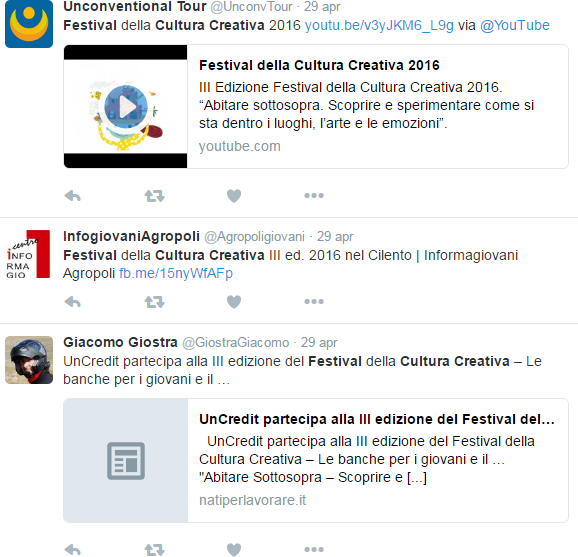 Unconventional Tour @UnconvTour · 29 apr
Festival della Cultura Creativa 2016 youtu.be/v3yJKM6_L9g via @YouTube
Festival della Cultura Creativa 2016
III Edizione Festival della Cultura Creativa 2016.
“Abitare sottosopra. Scoprire e sperimentare come si
sta dentro i luoghi, l’arte e le emozioni”.
youtube.com
centro
INFO
RMA
GIO
InfogiovaniAgropoli @Agropoligiovani · 29 apr
Festival della Cultura Creativa III ed. 2016 nel Cilento | Informagiovani
Agropoli fb.me/15nyWfAFp
Giacomo Giostra @GiostraGiacomo · 29 apr
UnCredit partecipa alla III edizione del Festival della Cultura Creativa – Le
banche per i giovani e il …
UnCredit partecipa alla III edizione del Festival del…
UnCredit partecipa alla III edizione del Festival della
Cultura Creativa – Le banche per i giovani e il …
"Abitare Sottosopra – Scoprire e [...]
natiperlavorare.it